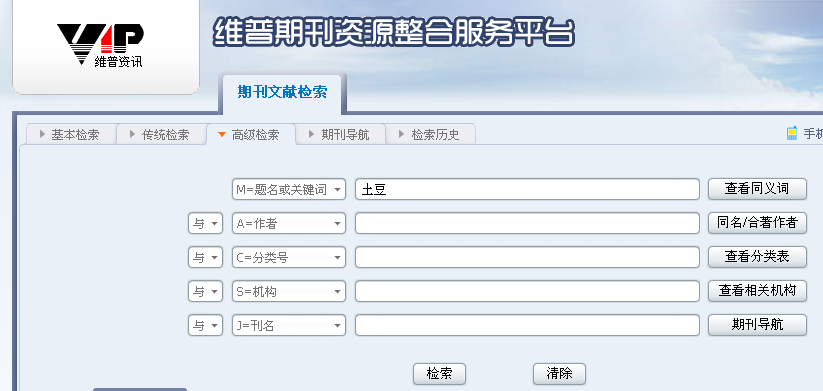 VIP
维普资讯
维普期刊资源整合服务平台
期刊文献检索
基本检索 传统检索 高级检索 期刊导航 检索历史 手机
M=题名或关键词 土豆 查看同义词
与 A=作者 同名/合著作者
与 C=分类号 查看分类表
与 S=机构 查看相关机构
与 J=刊名 期刊导航
检索 清除